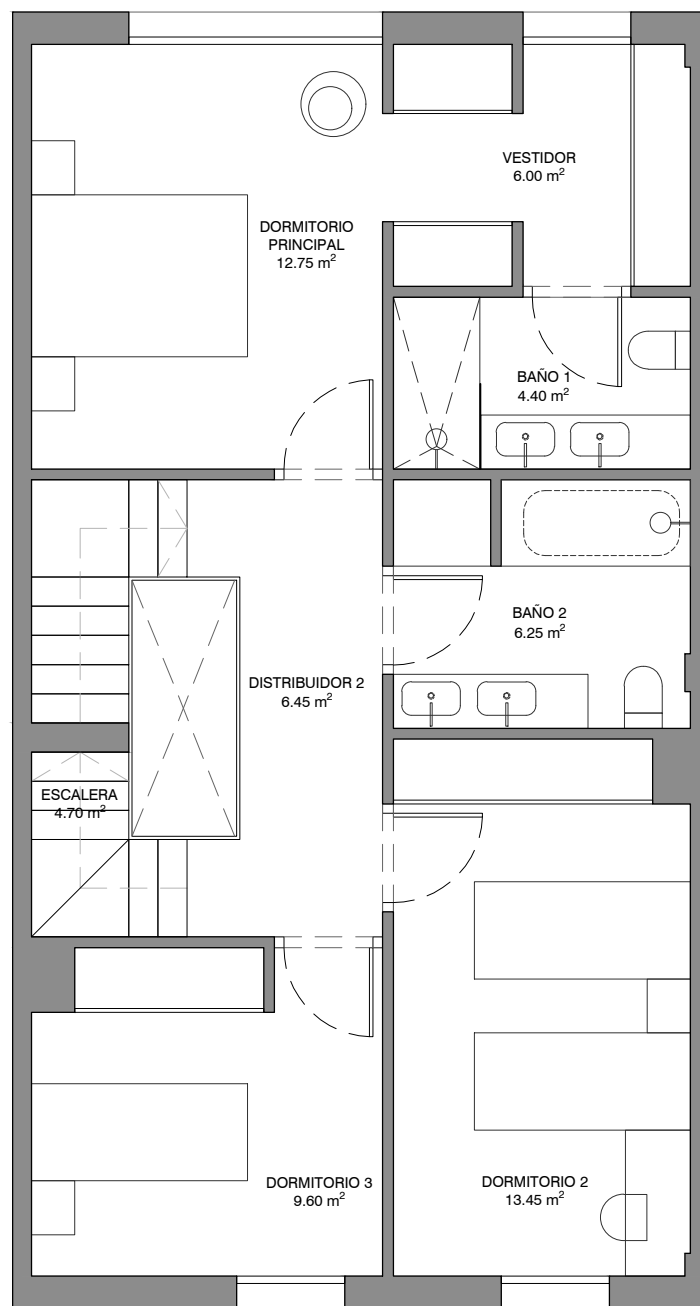 VESTIDOR
6.00 m²
DORMITORIO
PRINCIPAL
12.75 m²
BAÑO 1
4.40 m²
BAÑO 2
6.25 m²
DISTRIBUIDOR 2
6.45 m²
ESCALERA
4.70 m²
DORMITORIO 3
9.60 m²
DORMITORIO 2
13.45 m²